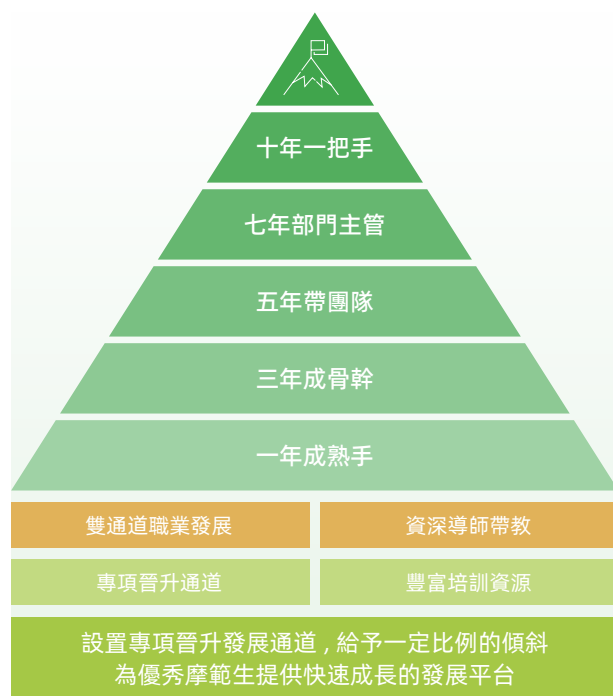 十年一把手
七年部門主管
五年帶團隊
三年成骨幹
一年成熟手
雙通道職業發展
資深導師帶教
專項晉升通道
豐富培訓資源
設置專項晉升發展通道 , 給予一定比例的傾斜
為優秀摩範生提供快速成長的發展平台